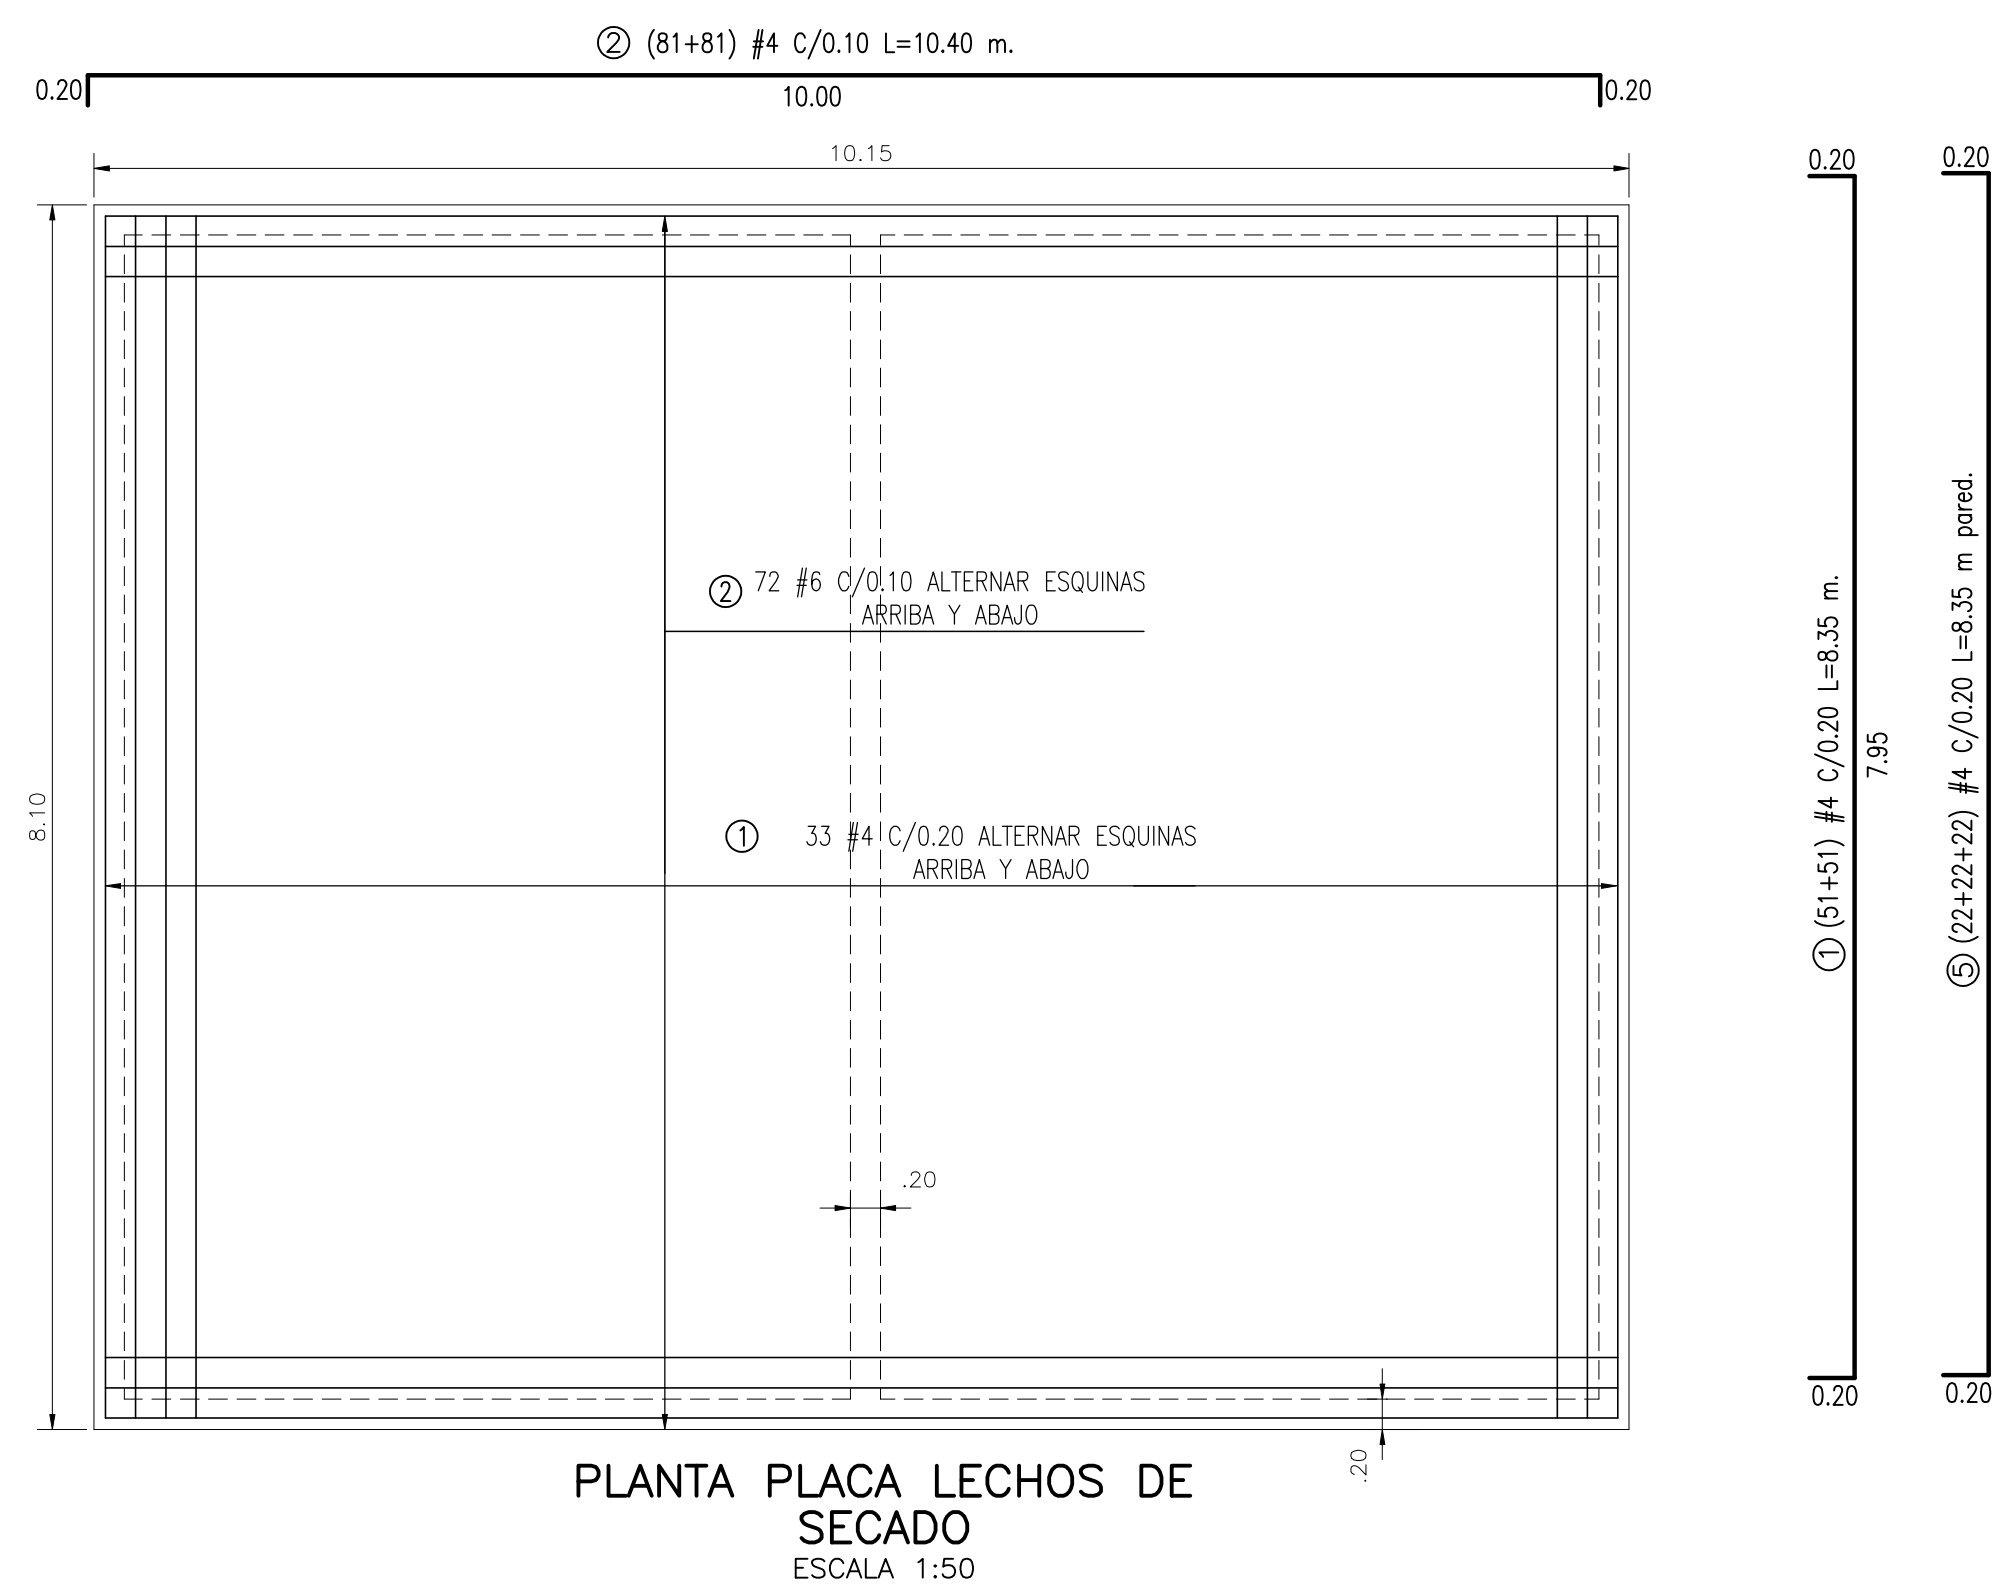 ② (81+81) #4 C/0.10 L=10.40 m.
0.20
10.00
0.20
10.15
8.10
② 72 #6 C/0.10 ALTERNAR ESQUINAS
ARRIBA Y ABAJO
① 33 #4 C/0.20 ALTERNAR ESQUINAS
ARRIBA Y ABAJO
.20
.20
0.20
① (51+51) #4 C/0.20 L=8.35 m.
7.95
0.20
0.20
⑤ (22+22+22) #4 C/0.20 L=8.35 m pared.
0.20
PLANTA PLACA LECHOS DE
SECADO
ESCALA 1:50